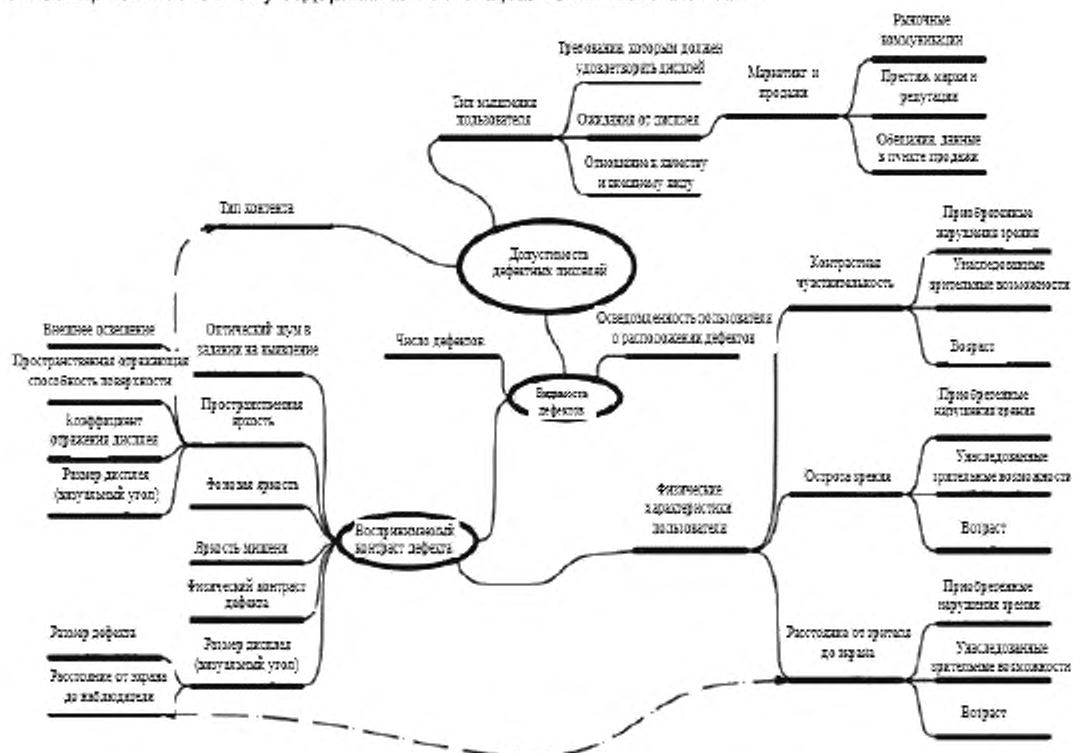 Рыночные
коммуникации
Требования, которым должен
удовлетворять дисплей
Маркетинг и
продажи
Престиж марки и
репутация
Тип мышления
пользователя
Ожидания от дисплея
Обещания, данные
в пункте продажи
Отношение к качеству
и внешнему виду
Тип контента
Приобретенные
нарушения зрения
Допустимость
дефектных дисплеев
Контрастная
чувствительность
Унаследованные
зрительные возможности
Возраст
Внешнее освещение
Оптический шум в
задании на выявление
Число дефектов
Осведомленность пользователя
о расположении дефектов
Пространственная отражающая
способность поверхности
Видимость
дефектов
Пространственная
яркость
Коэффициент
отражения дисплея
Приобретенные
нарушения зрения
Размер дисплея
(визуальный угол)
Фоновая яркость
Физические
характеристики
пользователя
Острота зрения
Унаследованные
зрительные возможности
Возраст
Воспринимаемый
контраст дефекта
Яркость мишени
Физический контраст
дефекта
Приобретенные
нарушения зрения
Размер дефекта
Размер дисплея
(визуальный угол)
Расстояние от зрителя
до экрана
Унаследованные
зрительные возможности
Расстояние от экрана
до наблюдателя
Возраст